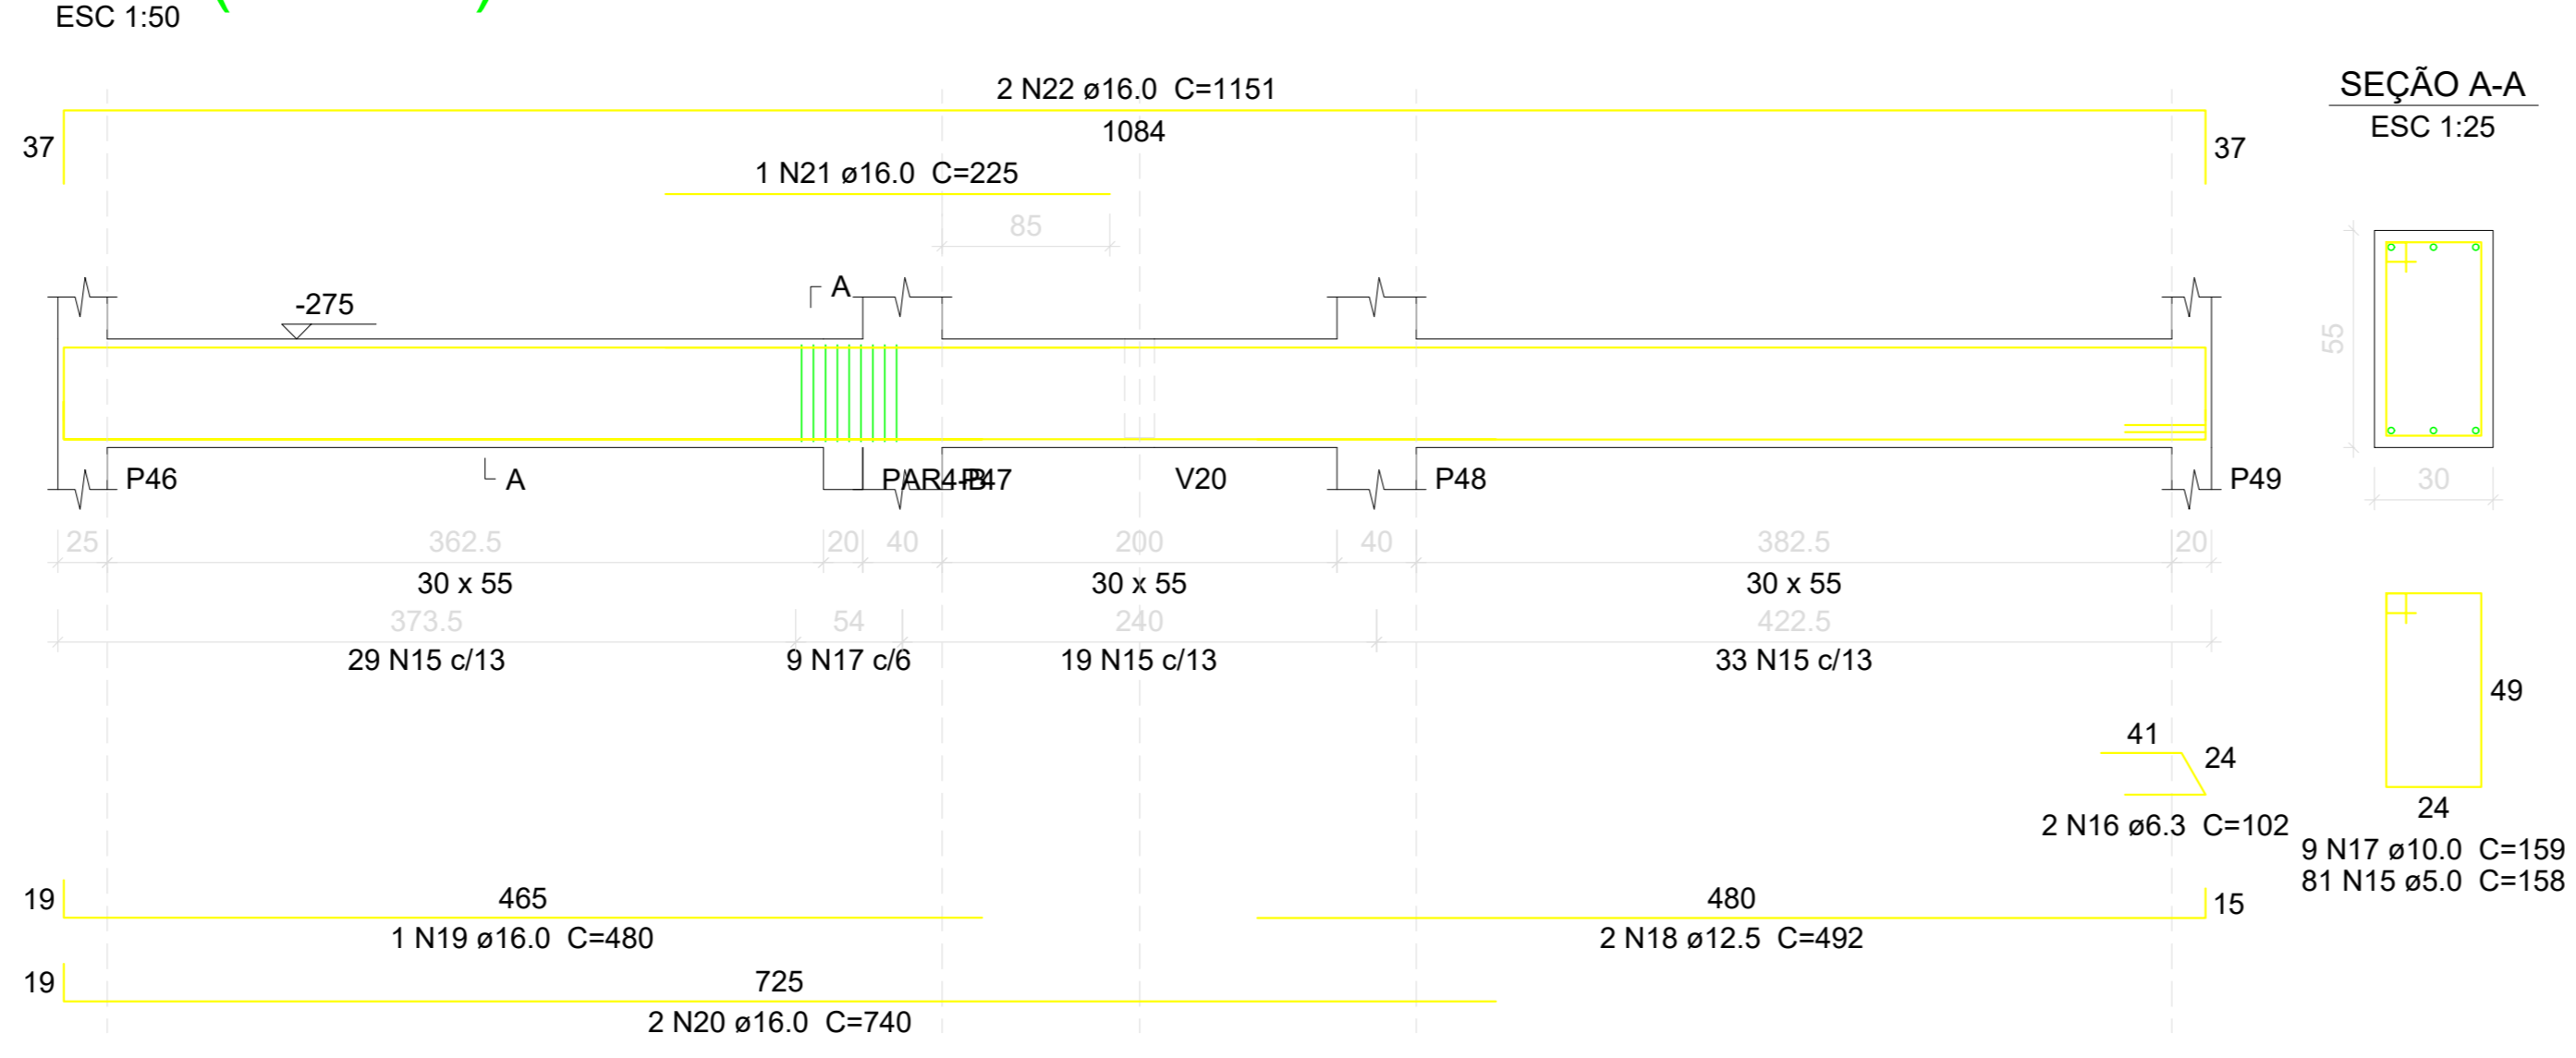 ESC 1:50
2 N22 ø16.0 C=1151
SEÇÃO A-A
ESC 1:25
1084
37
37
1 N21 ø16.0 C=225
85
A
-275
55
P46
A
PAR4-B
P47
V20
P48
P49
30
25
362.5
20
40
200
40
382.5
20
30 x 55
30 x 55
30 x 55
373.5
54
240
422.5
29 N15 c/13
9 N17 c/6
19 N15 c/13
33 N15 c/13
49
41
24
24
2 N16 ø6.3 C=102
9 N17 ø10.0 C=159
81 N15 ø5.0 C=158
19
465
480
15
1 N19 ø16.0 C=480
2 N18 ø12.5 C=492
19
725
2 N20 ø16.0 C=740